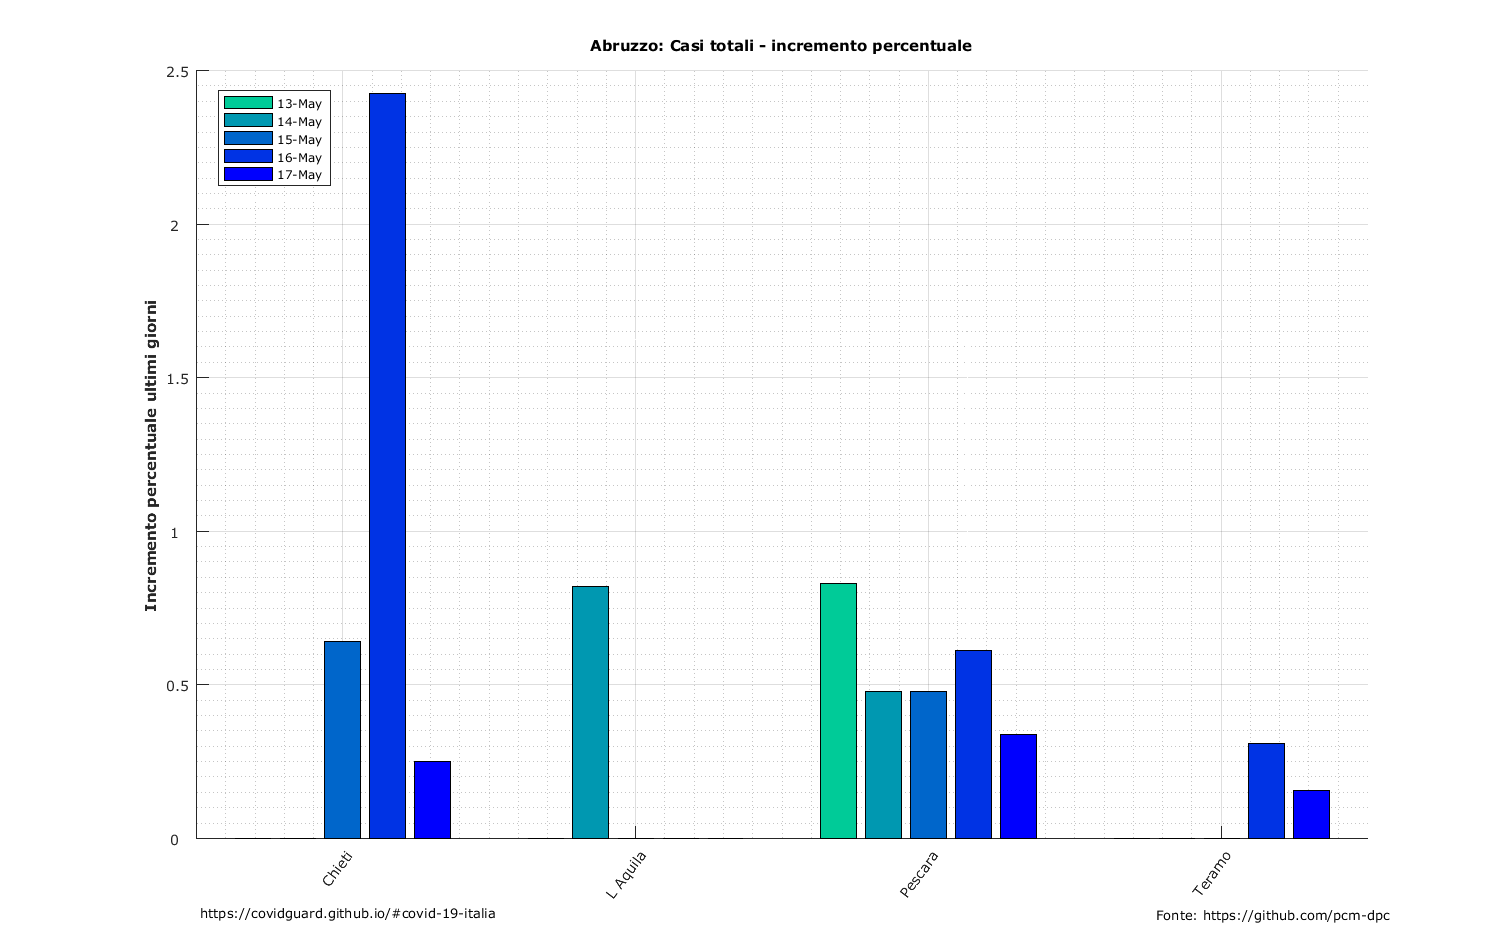 Abruzzo: Casi totali - incremento percentuale
2.5
2
1.5
1
0.5
0
Incremento percentuale ultimi giorni
13-May
14-May
15-May
16-May
17-May
Chieti
L Aquila
Pescara
Teramo
https://covidguard.github.io/#covid-19-italia
Fonte: https://github.com/pcm-dpc